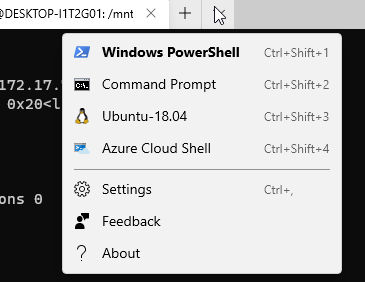 @DESKTOP-I1T2G01: /mnt
172.17.
0x20<l
ons 0
Windows PowerShell Ctrl+Shift+1
Command Prompt Ctrl+Shift+2
Ubuntu-18.04 Ctrl+Shift+3
Azure Cloud Shell Ctrl+Shift+4
Settings Ctrl+,
Feedback
About